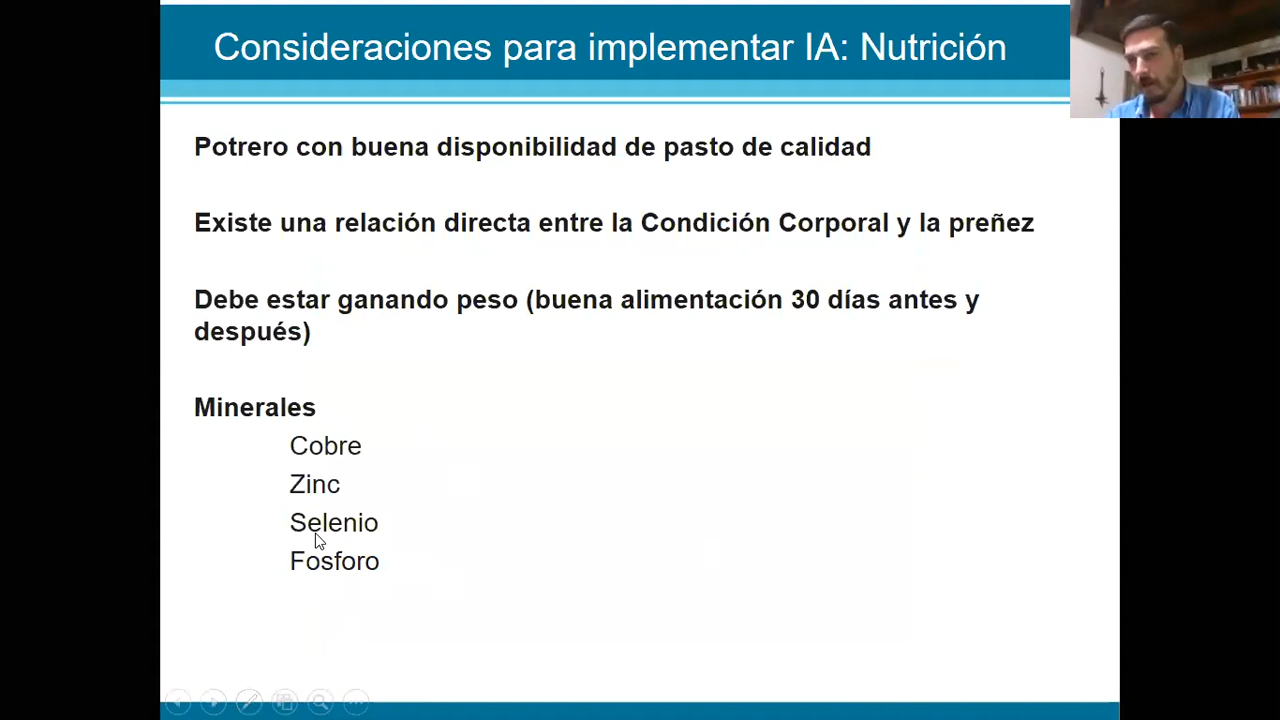 Consideraciones para implementar IA: Nutrición
Potrero con buena disponibilidad de pasto de calidad
Existe una relación directa entre la Condición Corporal y la preñez
Debe estar ganando peso (buena alimentación 30 días antes y
después)
Minerales
Cobre
Zinc
Selenio
Fosforo